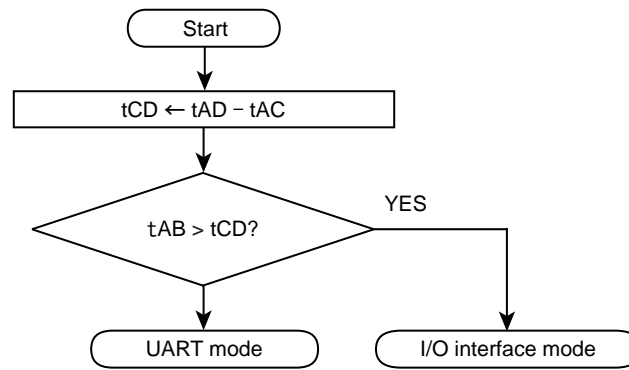 Start
tCD ← tAD − tAC
tAB > tCD?
YES
UART mode
I/O interface mode